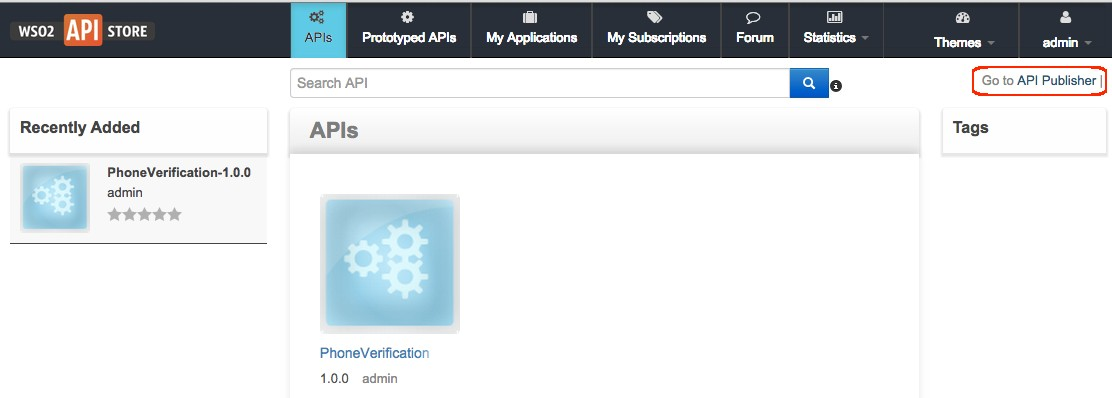 WSO2 API STORE
APIs
Prototyped APIs
My Applications
My Subscriptions
Forum
Statistics
Themes
admin
Search API
Go to API Publisher |
Recently Added
PhoneVerification-1.0.0
admin
APIs
PhoneVerification
1.0.0 admin
Tags